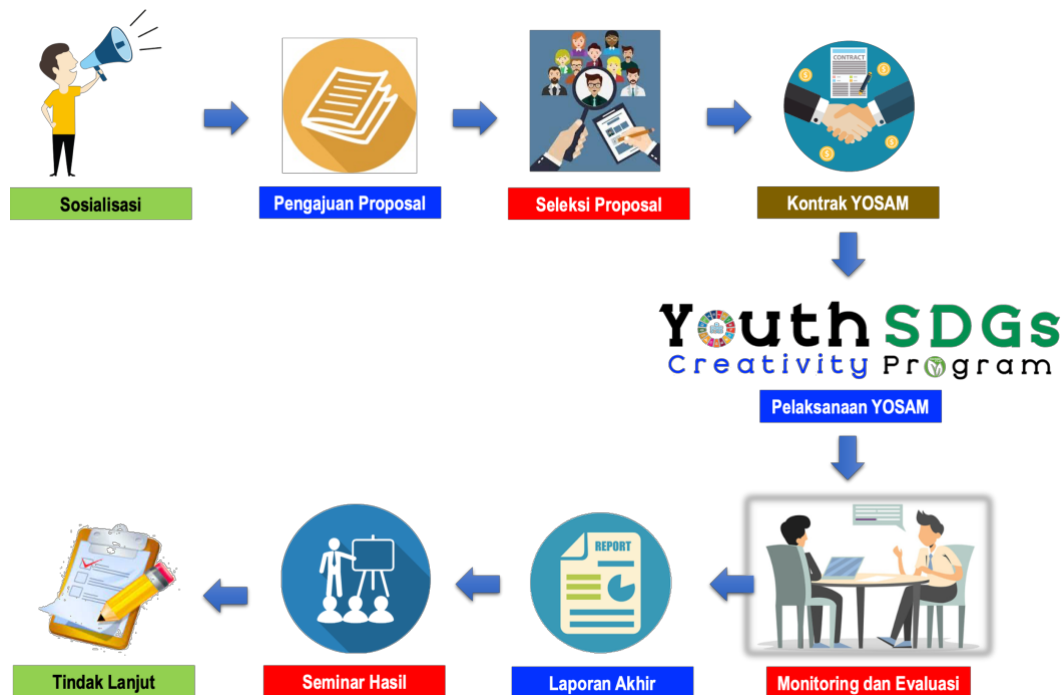 Sosialisasi
Pengajuan Proposal
Seleksi Proposal
CONTRACT
Kontrak YOSAM
Youth SDGs
Creativity Program
Pelaksanaan YOSAM
REPORT
Tindak Lanjut
Seminar Hasil
Laporan Akhir
Monitoring dan Evaluasi